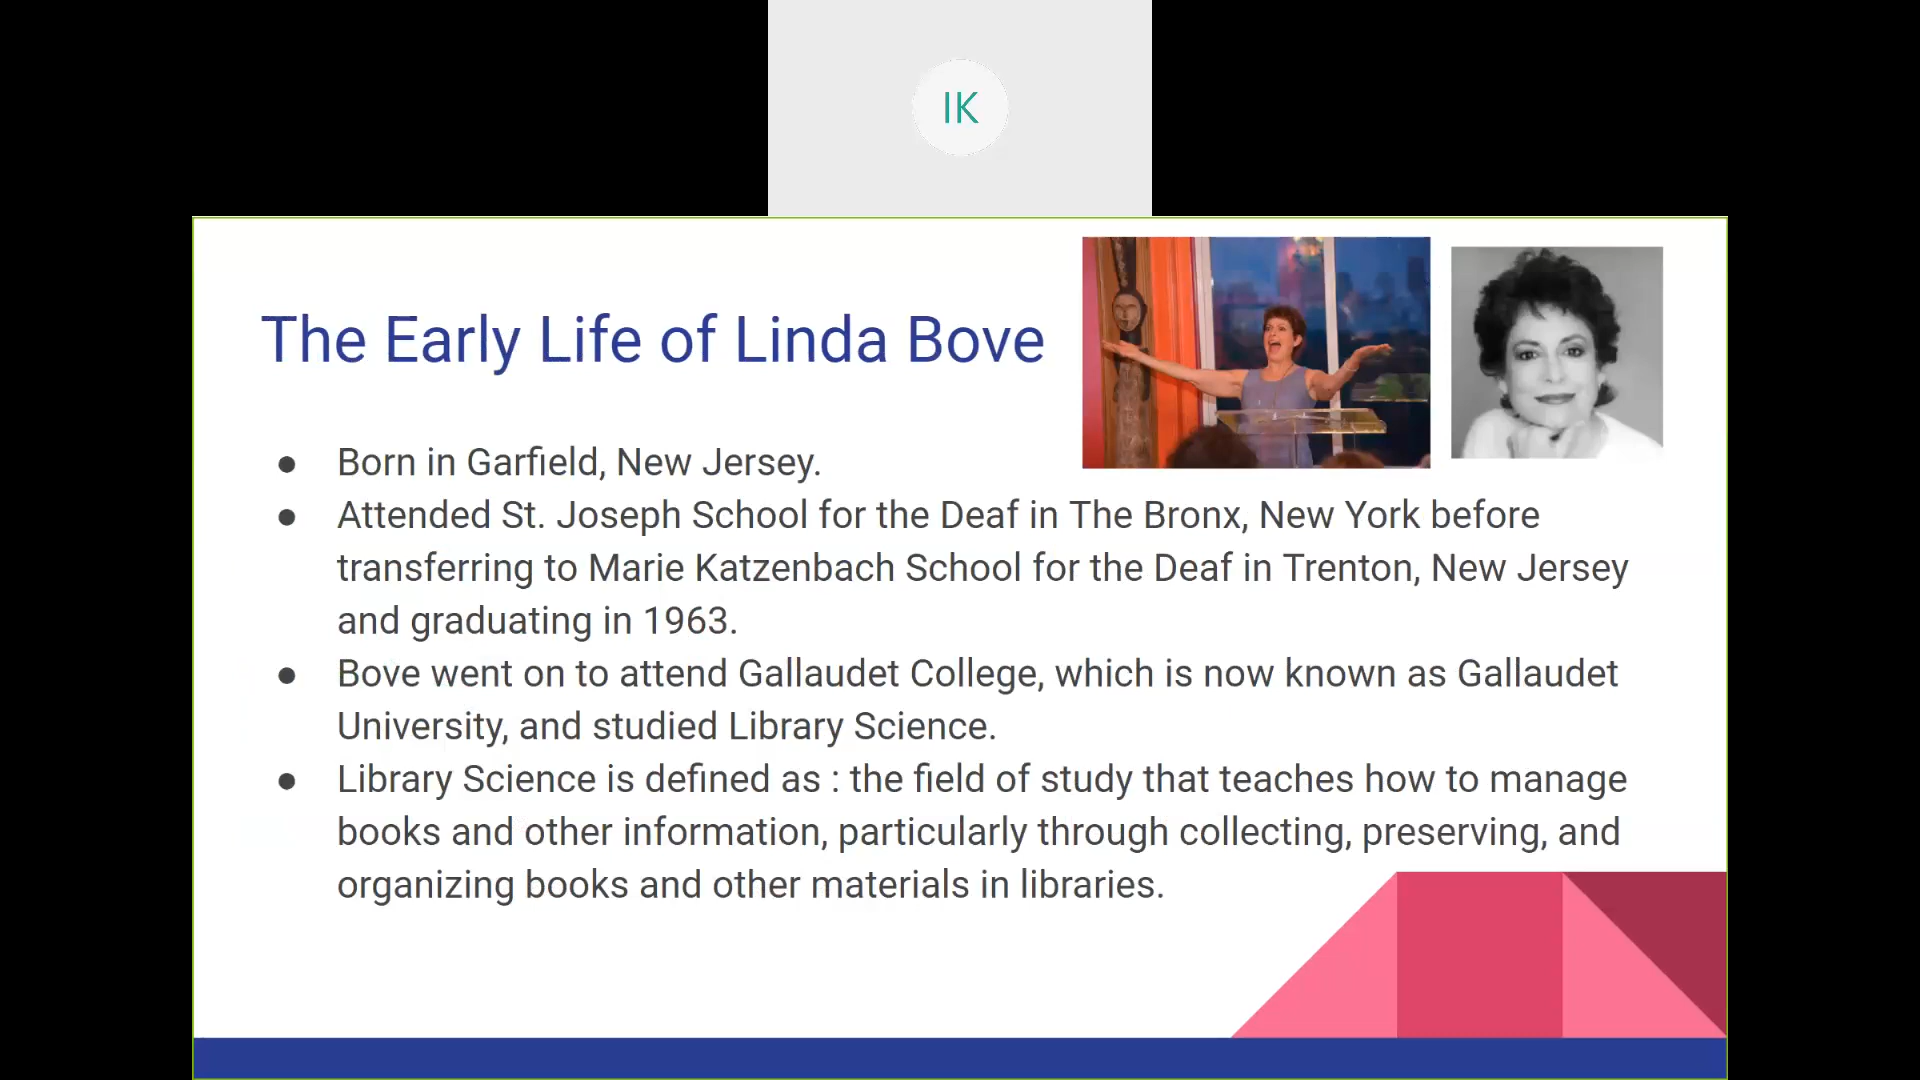 IK
The Early Life of Linda Bove
● Born in Garfield, New Jersey.
● Attended St. Joseph School for the Deaf in The Bronx, New York before
transferring to Marie Katzenbach School for the Deaf in Trenton, New Jersey
and graduating in 1963.
● Bove went on to attend Gallaudet College, which is now known as Gallaudet
University, and studied Library Science.
● Library Science is defined as : the field of study that teaches how to manage
books and other information, particularly through collecting, preserving, and
organizing books and other materials in libraries.